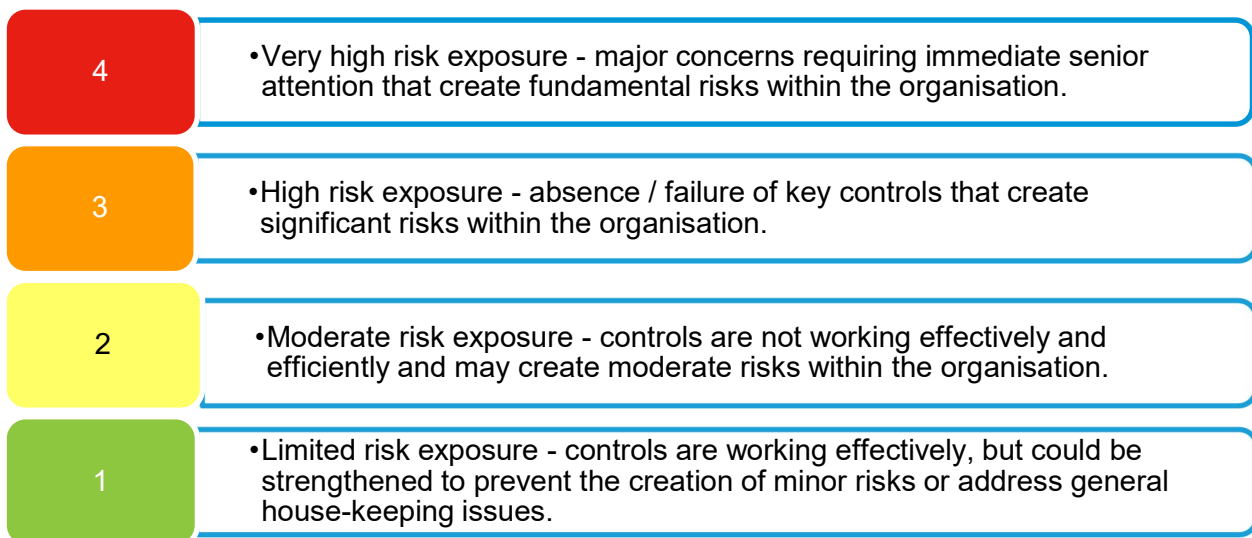 4
•Very high risk exposure - major concerns requiring immediate senior
attention that create fundamental risks within the organisation.
3
•High risk exposure - absence / failure of key controls that create
significant risks within the organisation.
2
•Moderate risk exposure - controls are not working effectively and
efficiently and may create moderate risks within the organisation.
1
•Limited risk exposure - controls are working effectively, but could be
strengthened to prevent the creation of minor risks or address general
house-keeping issues.